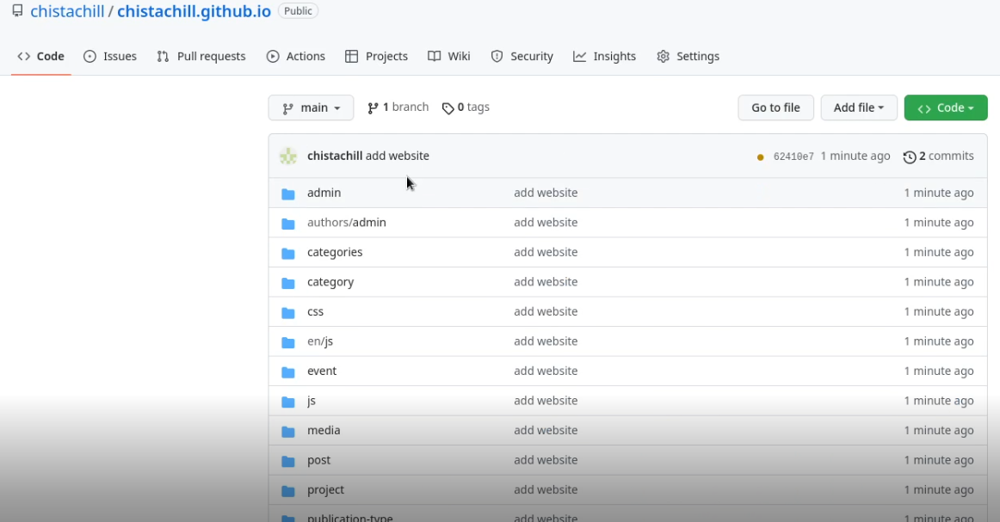 chistachill / chistachill.github.io Public
Code Issues Pull requests Actions Projects Wiki Security Insights Settings
main 1 branch 0 tags Go to file Add file Code
chistachill add website 62410e7 1 minute ago 2 commits
admin add website 1 minute ago
authors/admin add website 1 minute ago
categories add website 1 minute ago
category add website 1 minute ago
css add website 1 minute ago
en/js add website 1 minute ago
event add website 1 minute ago
js add website 1 minute ago
media add website 1 minute ago
post add website 1 minute ago
project add website 1 minute ago
publication-type add website 1 minute ago